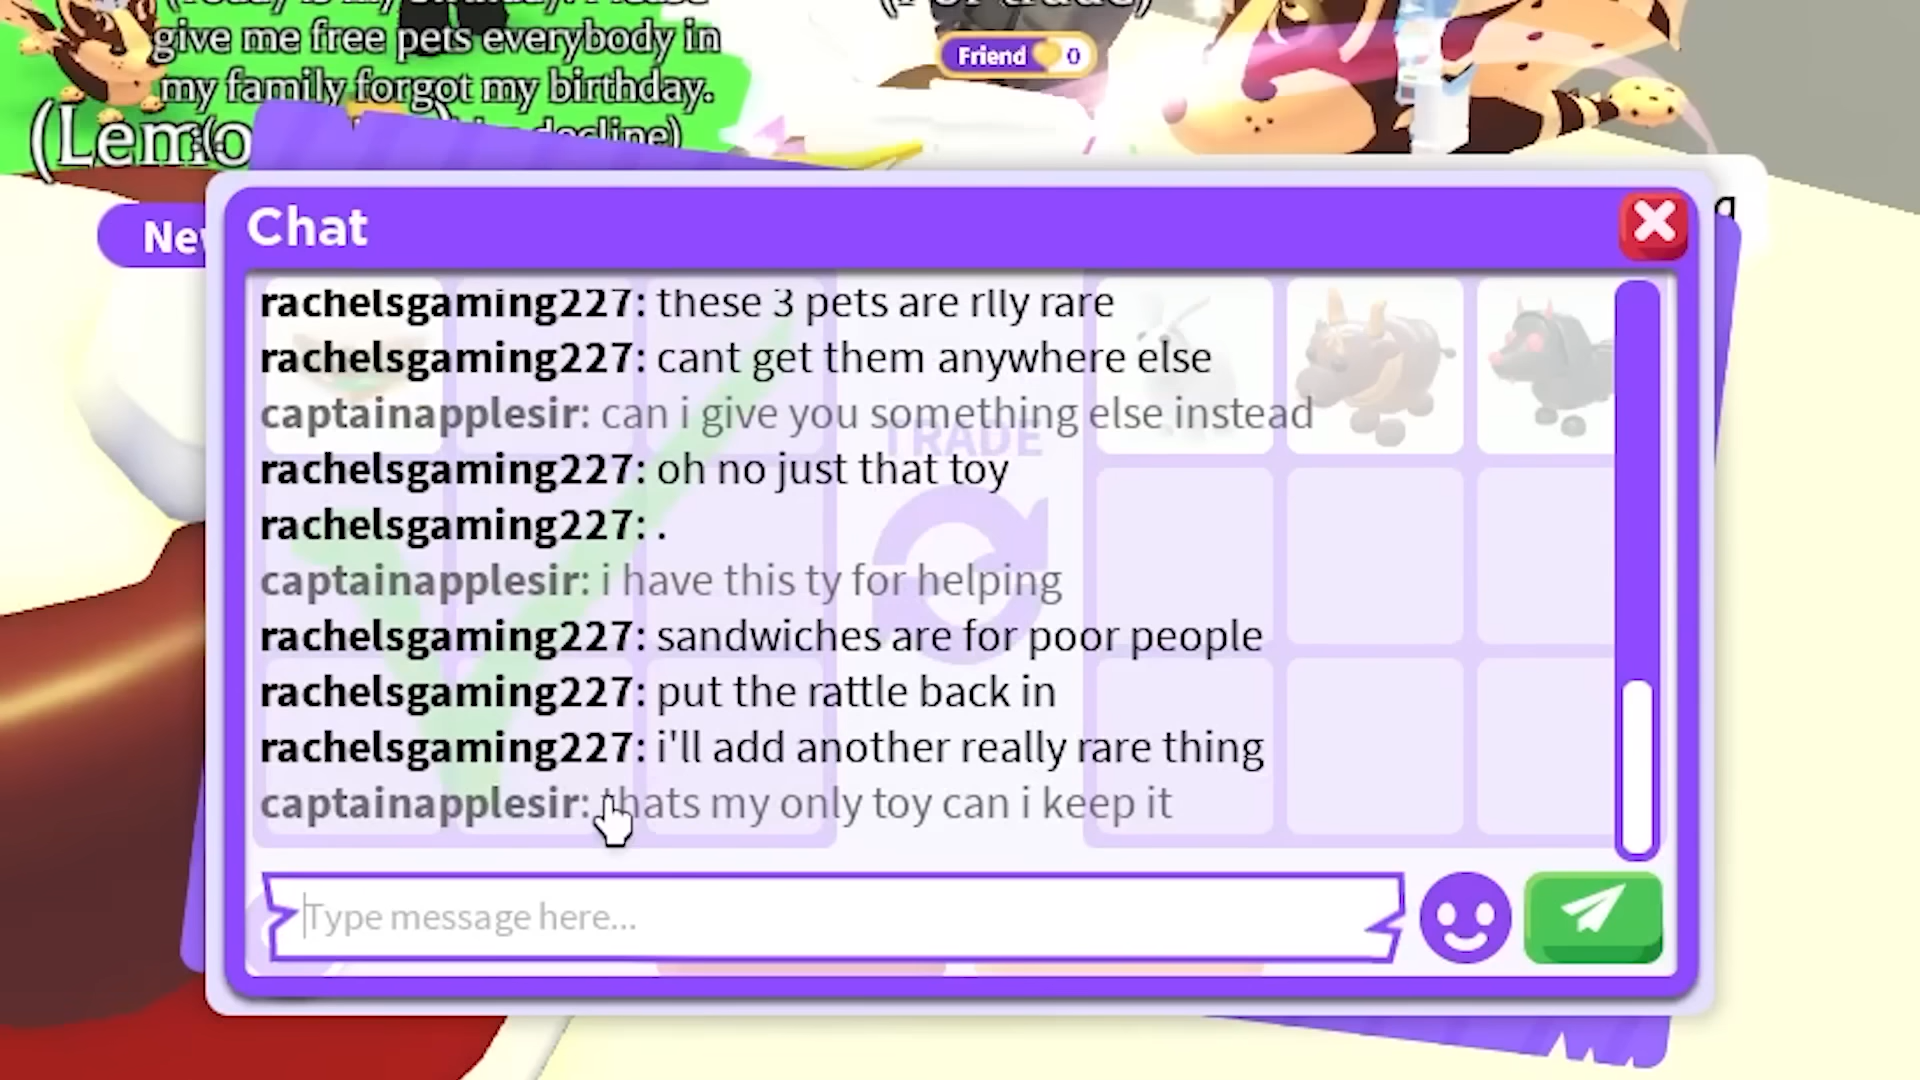 give me free pets everybody in
my family forgot my birthday.
decline)
(Lemo
Friend 0
Chat
rachelsgaming227: these 3 pets are rlly rare
rachelsgaming227: cant get them anywhere else
captainapplesir: can i give you something else instead
TRADE
rachelsgaming227: oh no just that toy
rachelsgaming227: .
captainapplesir: i have this ty for helping
rachelsgaming227: sandwiches are for poor people
rachelsgaming227: put the rattle back in
rachelsgaming227: i'll add another really rare thing
captainapplesir: thats my only toy can i keep it
Type message here...